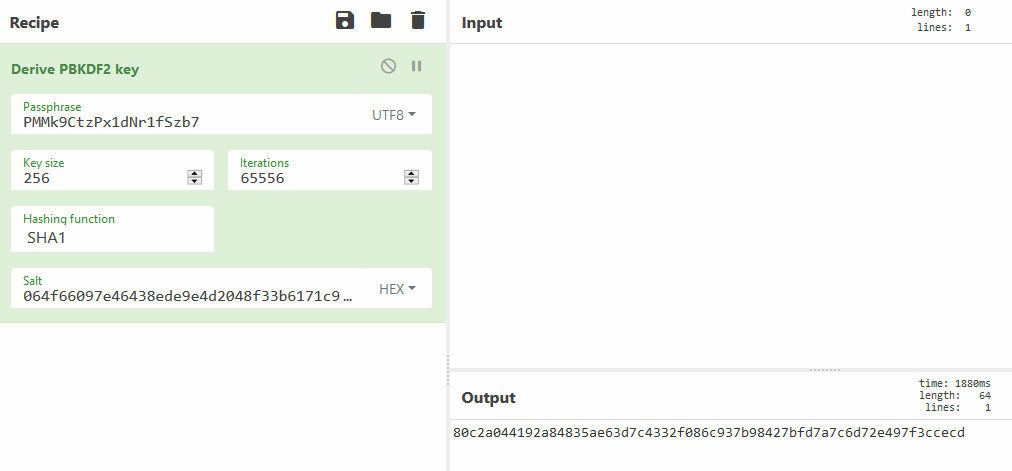 Recipe
Derive PBKDF2 key
Passphrase
PMMk9CtzPx1dNr1fSzb7
UTF8
Key size
256
Iterations
65556
Hashing function
SHA1
Salt
064f66097e46438ede9e4d2048f33b6171c9 …
HEX
Input
length: 0
lines: 1
Output
time: 1880ms
length: 64
lines: 1
80c2a044192a84835ae63d7c4332f086c937b98427bfd7a7c6d72e497f3ccecd